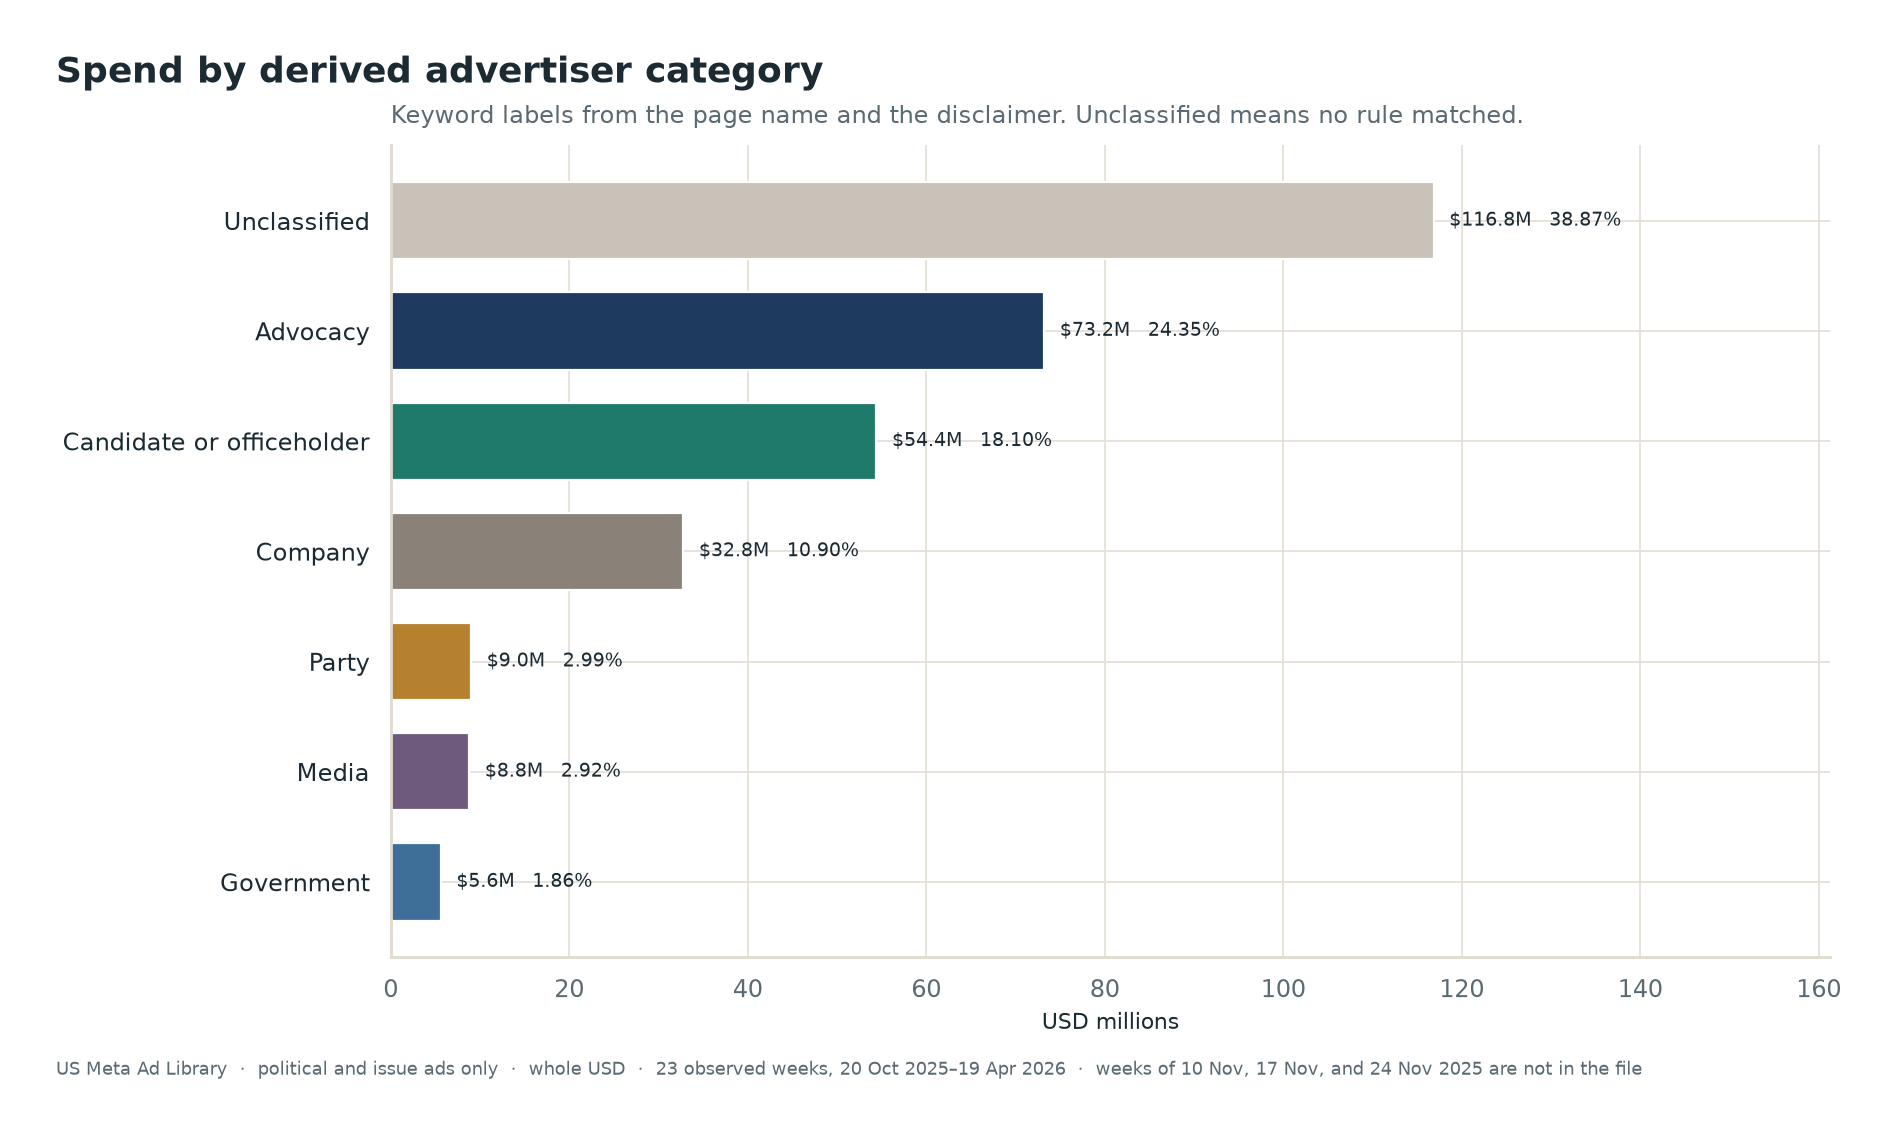 Spend by derived advertiser category
Keyword labels from the page name and the disclaimer. Unclassified means no rule matched.
Unclassified $116.8M 38.87%
Advocacy $73.2M 24.35%
Candidate or officeholder $54.4M 18.10%
Company $32.8M 10.90%
Party $9.0M 2.99%
Media $8.8M 2.92%
Government $5.6M 1.86%
0 20 40 60 80 100 120 140 160
USD millions
US Meta Ad Library · political and issue ads only · whole USD · 23 observed weeks, 20 Oct 2025–19 Apr 2026 · weeks of 10 Nov, 17 Nov, and 24 Nov 2025 are not in the file